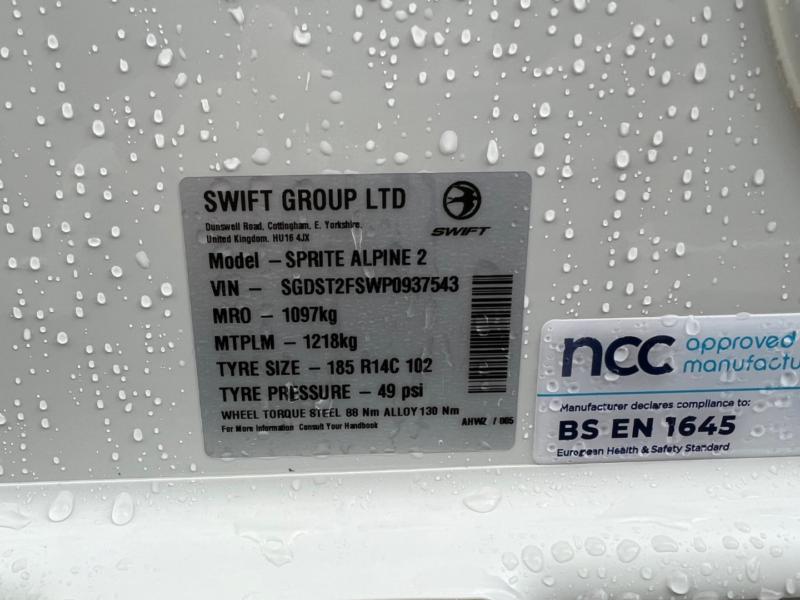 SWIFT GROUP LTD
Dunswell Road, Cottingham, E. Yorkshire,
United Kingdom. HU16 4JX
SWIFT
Model – SPRITE ALPINE 2
VIN – SGDST2FSWP0937543
MRO – 1097kg
MTPLM – 1218kg
TYRE SIZE – 185 R14C 102
TYRE PRESSURE – 49 psi
WHEEL TORQUE STEEL 88 Nm ALLOY 130 Nm
For More Information Consult Your Handbook
AHWZ / 065
ncc approved
manufactu
Manufacturer declares compliance to:
BS EN 1645
European Health & Safety Standard